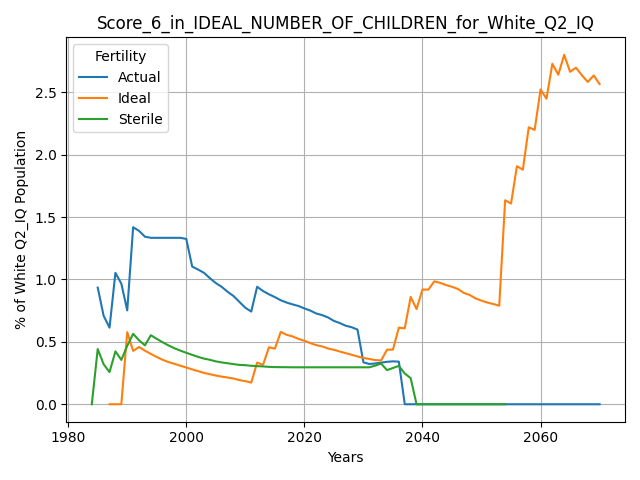 Score_6_in_IDEAL_NUMBER_OF_CHILDREN_for_White_Q2_IQ
Fertility
Actual
Ideal
Sterile
% of White Q2_IQ Population
2.5
2.0
1.5
1.0
0.5
0.0
1980
2000
2020
2040
2060
Years